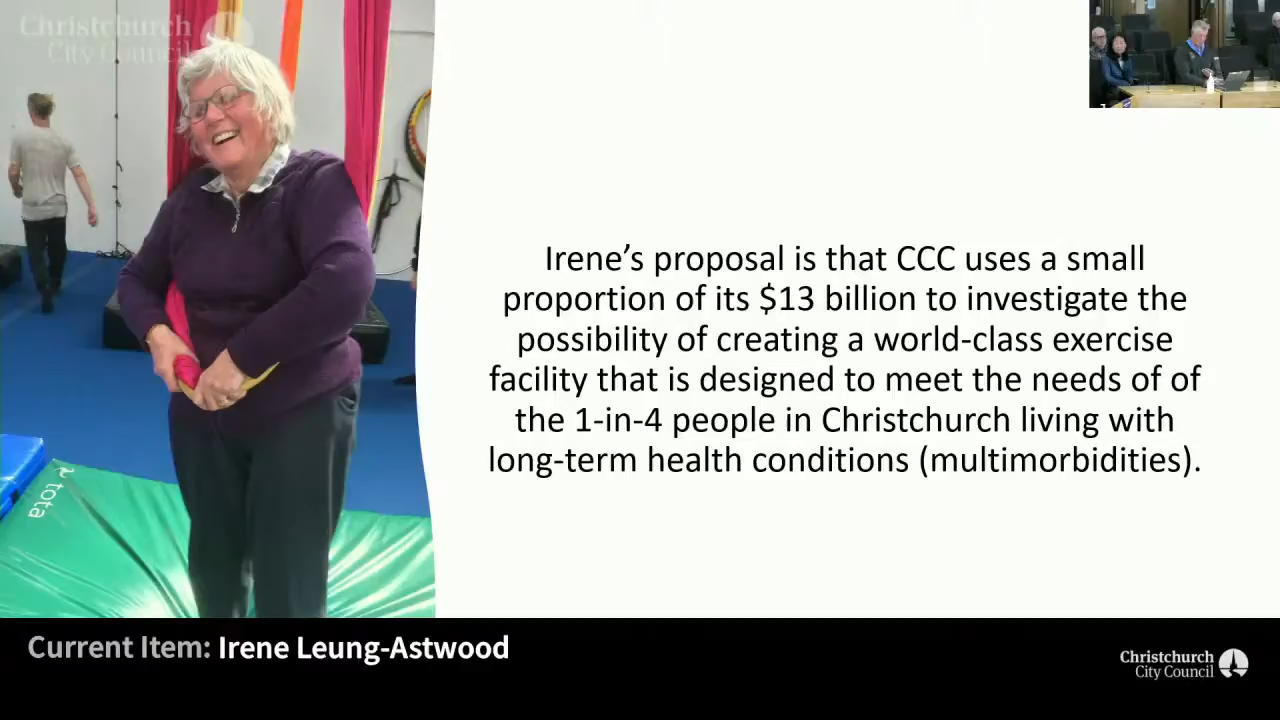 Christchurch
City Council
Irene’s proposal is that CCC uses a small
proportion of its $13 billion to investigate the
possibility of creating a world-class exercise
facility that is designed to meet the needs of of
the 1-in-4 people in Christchurch living with
long-term health conditions (multimorbidities).
tota
Current Item: Irene Leung-Astwood
Christchurch
City Council